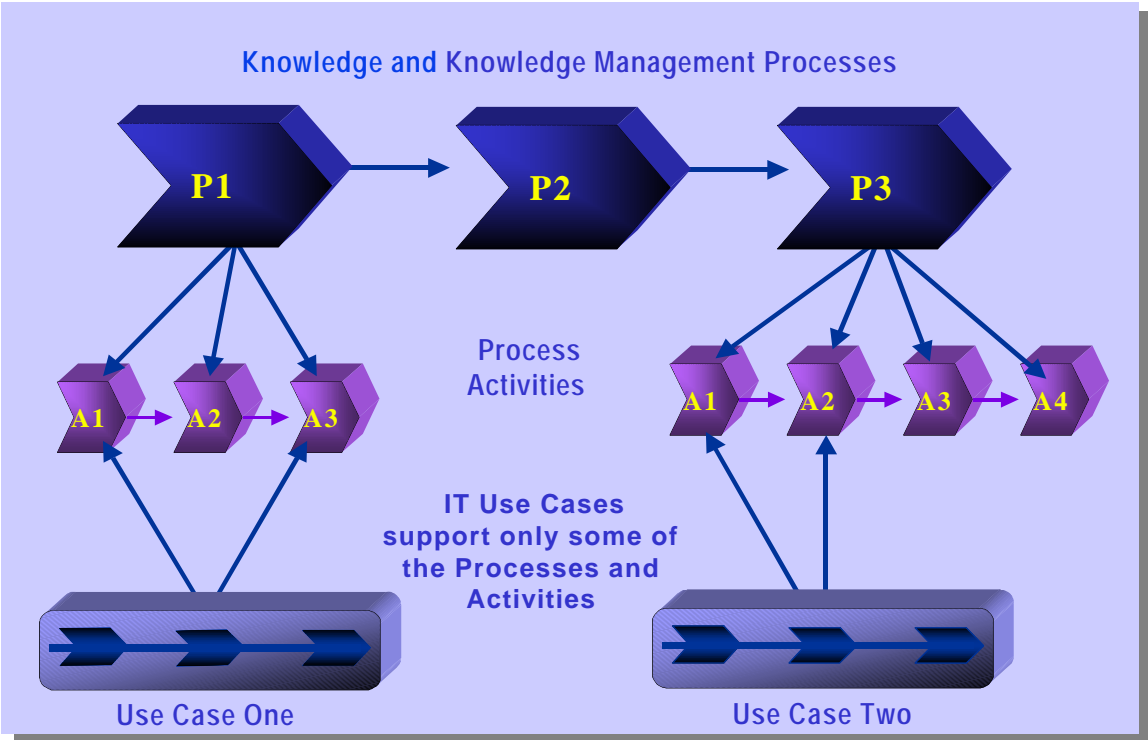 Knowledge and Knowledge Management Processes
P1
P2
P3
Process
Activities
A1
A2
A3
A1
A2
A3
A4
IT Use Cases
support only some of
the Processes and
Activities
Use Case One
Use Case Two